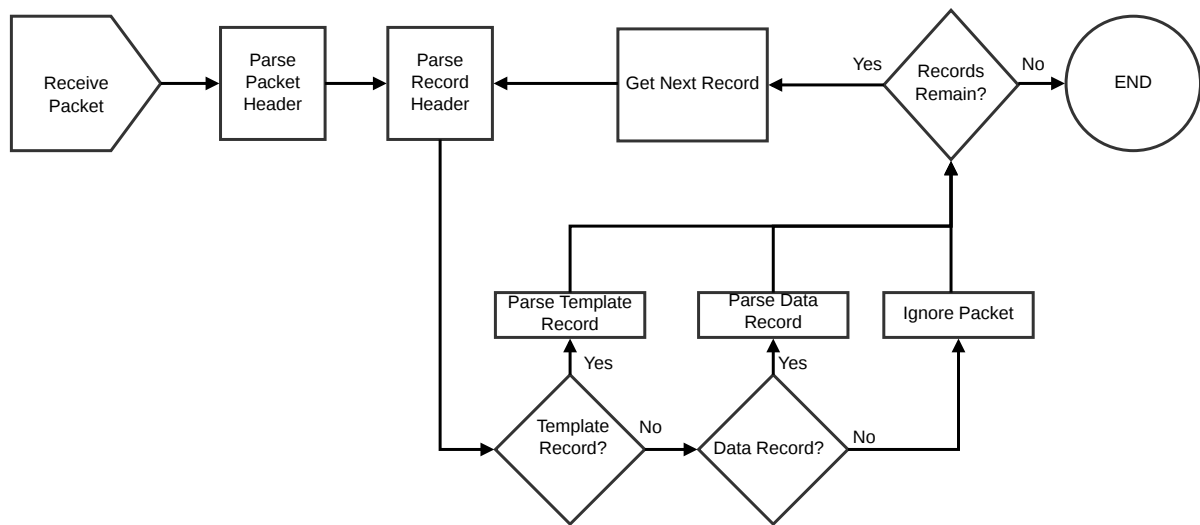 Receive
Packet
Parse
Packet
Header
Parse
Record
Header
Get Next Record
Yes
Records
Remain?
No
END
Parse Template
Record
Parse Data
Record
Ignore Packet
Yes
Yes
Template
Record?
No
Data Record?
No